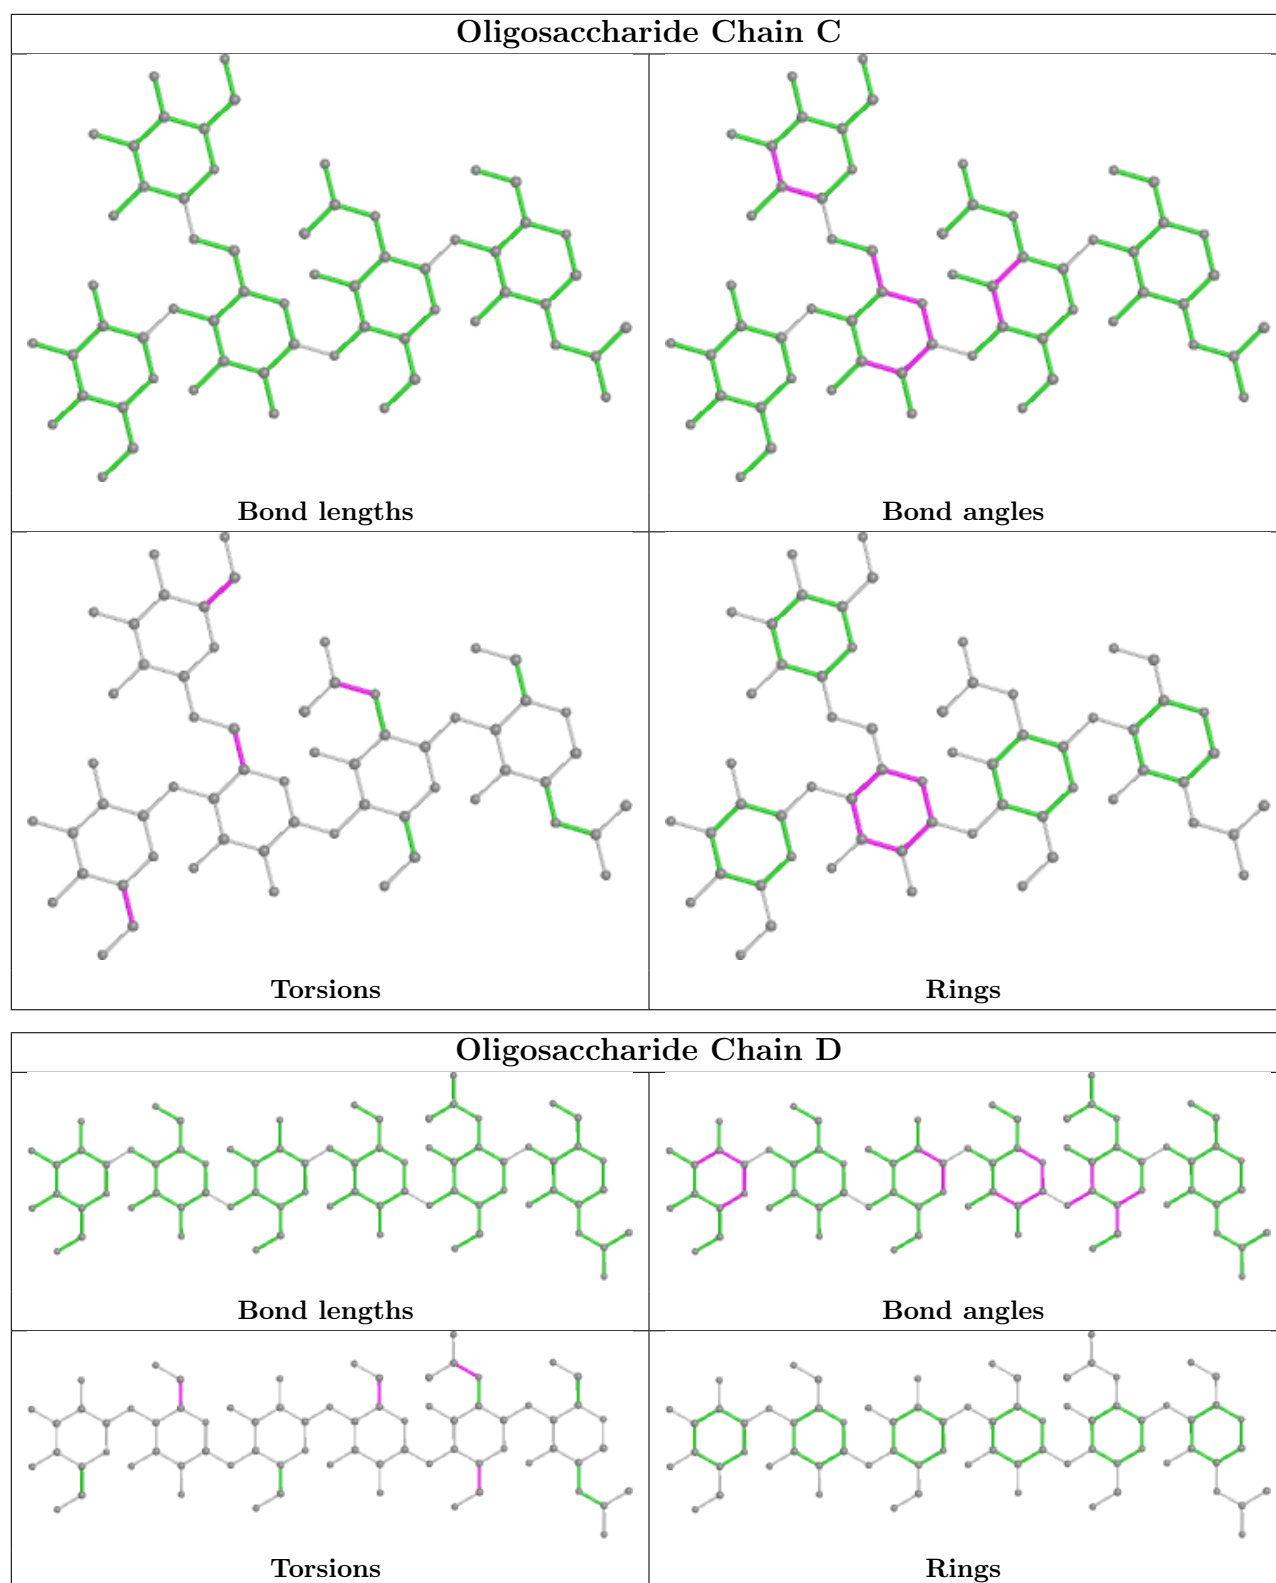 Oligosaccharide Chain C
Bond lengths
Bond angles
Torsions
Rings
Oligosaccharide Chain D
Bond lengths
Bond angles
Torsions
Rings